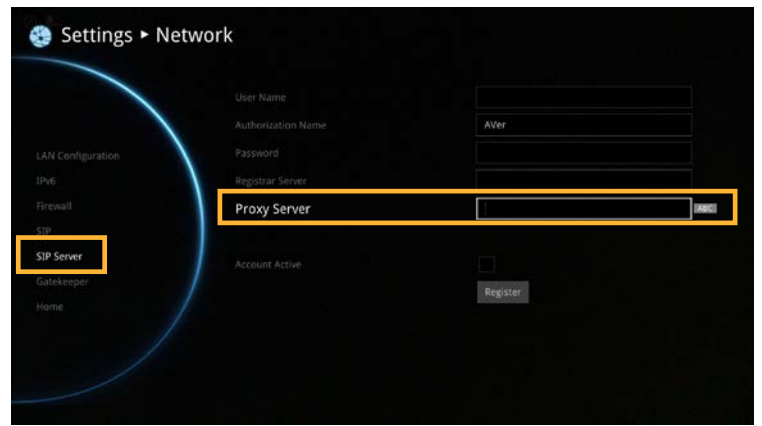 Settings ▸ Network
LAN Configuration
IPv6
Firewall
SIP
SIP Server
Gatekeeper
Home
User Name
Authorization Name AVer
Password
Registrar Server
Proxy Server ABC
Account Active
Register